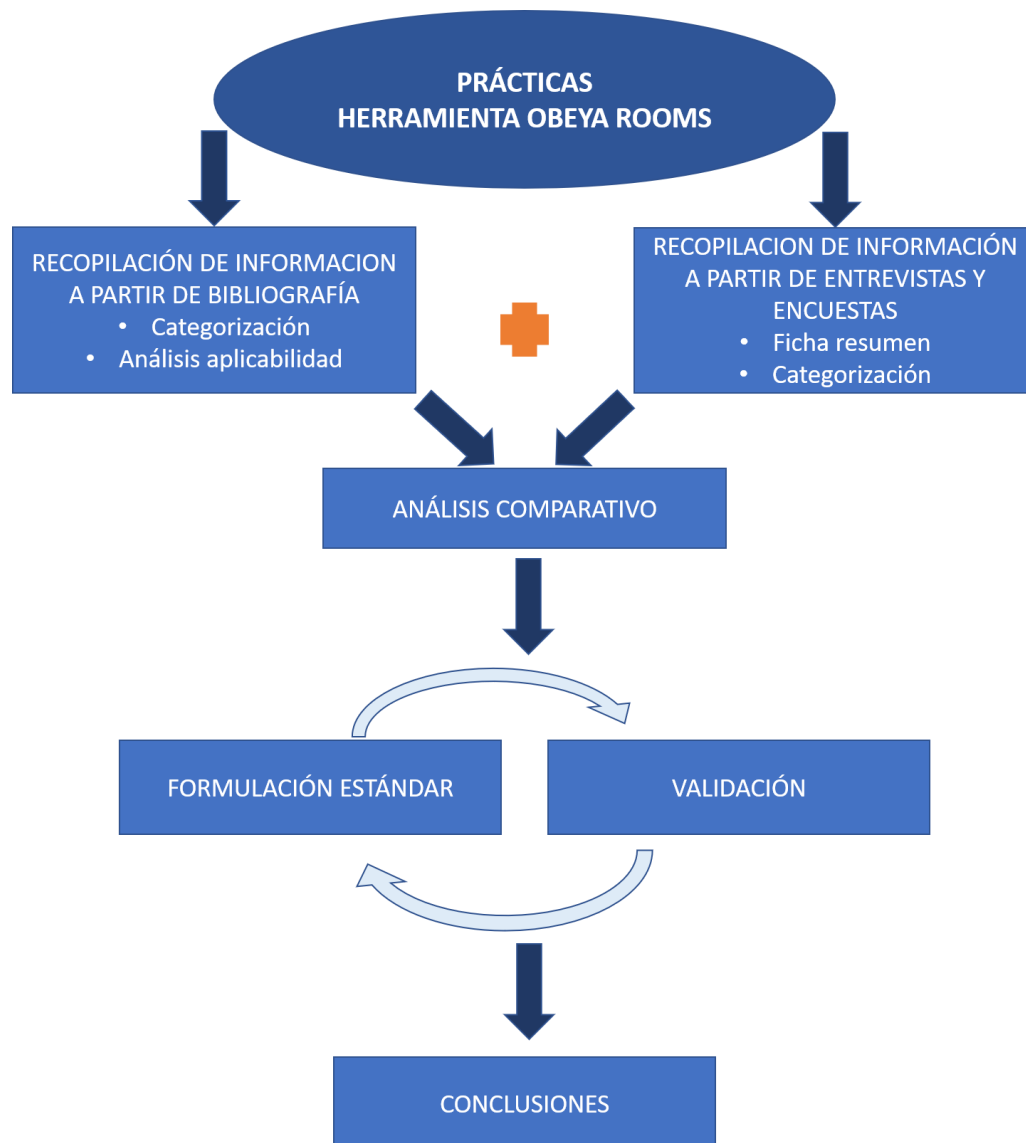 PRÁCTICAS
HERRAMIENTA OBEYA ROOMS
RECOPILACIÓN DE INFORMACION
A PARTIR DE BIBLIOGRAFÍA
• Categorización
• Análisis aplicabilidad
RECOPILACION DE INFORMACIÓN
A PARTIR DE ENTREVISTAS Y
ENCUESTAS
• Ficha resumen
• Categorización
ANÁLISIS COMPARATIVO
FORMULACIÓN ESTÁNDAR
VALIDACIÓN
CONCLUSIONES